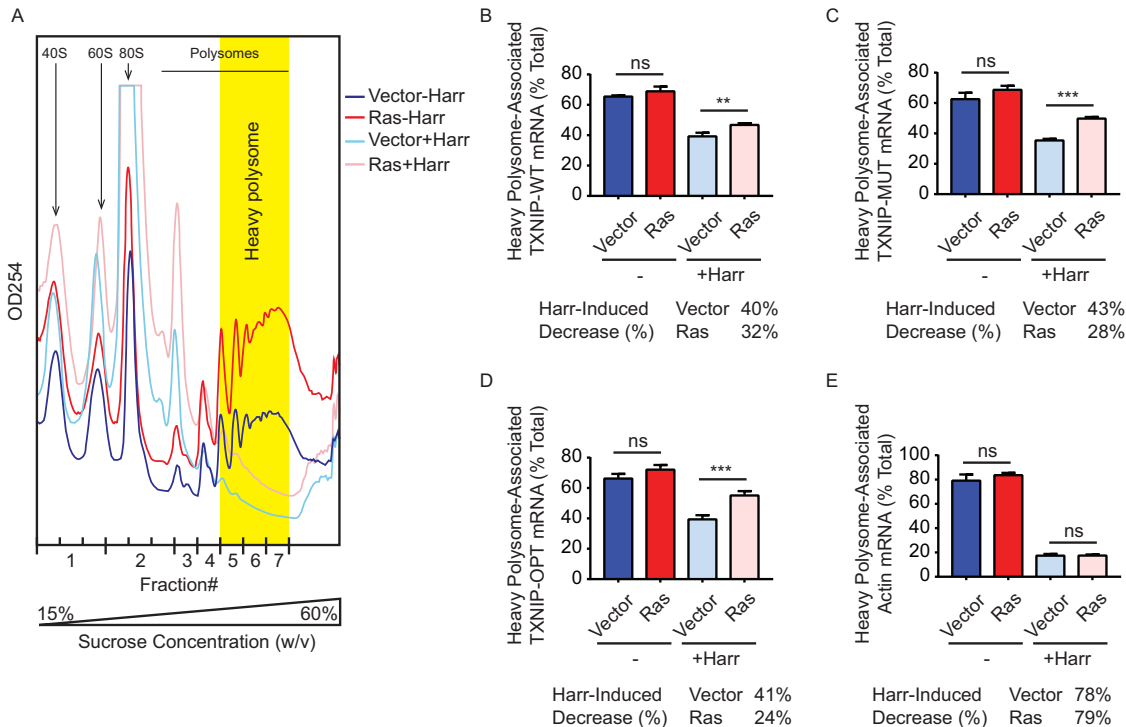 A
40S
60S
80S
Polysomes
Heavy polysome
OD254
Vector-Harr
Ras-Harr
Vector+Harr
Ras+Harr
1 2 3 4 5 6 7
Fraction#
15% 60%
Sucrose Concentration (w/v)
B
Heavy Polysome-Associated
TXNIP-WT mRNA (% Total)
80
60
40
20
0
ns
**
Vector
Ras
Vector
Ras
- +Harr
Harr-Induced Vector 40%
Decrease (%) Ras 32%
C
Heavy Polysome-Associated
TXNIP-MUT mRNA (% Total)
80
60
40
20
0
ns
***
Vector
Ras
Vector
Ras
- +Harr
Harr-Induced Vector 43%
Decrease (%) Ras 28%
D
Heavy Polysome-Associated
TXNIP-OPT mRNA (% Total)
80
60
40
20
0
ns
***
Vector
Ras
Vector
Ras
- +Harr
Harr-Induced Vector 41%
Decrease (%) Ras 24%
E
Heavy Polysome-Associated
Actin mRNA (% Total)
100
80
60
40
20
0
ns
ns
Vector
Ras
Vector
Ras
- +Harr
Harr-Induced Vector 78%
Decrease (%) Ras 79%